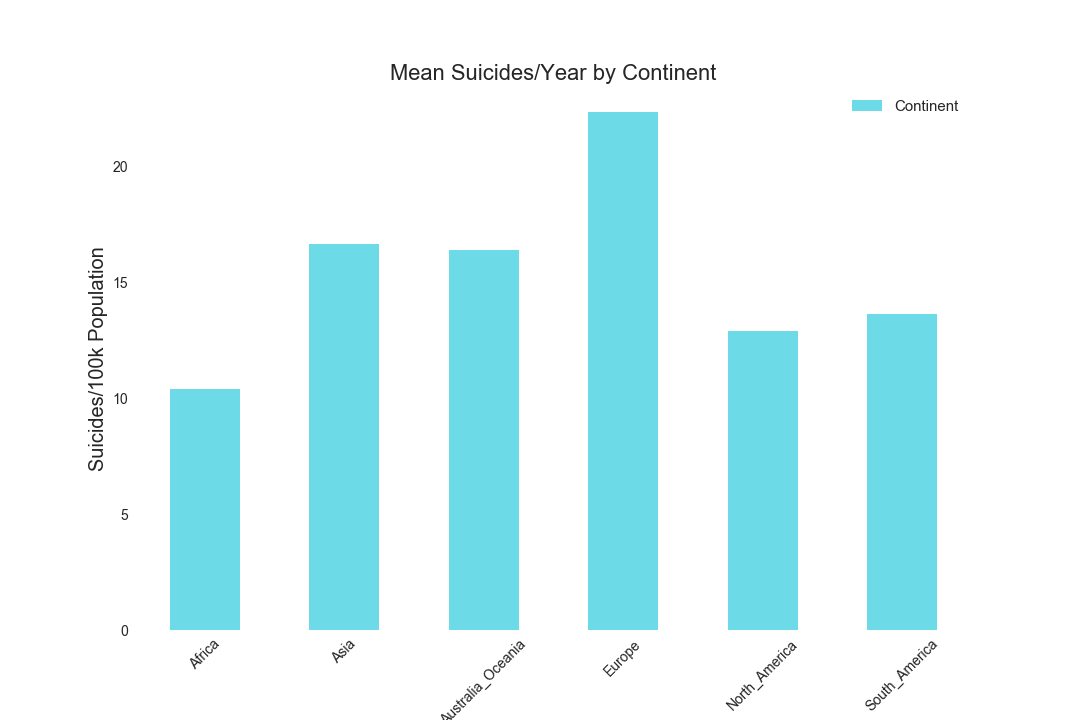 Mean Suicides/Year by Continent
Continent
Suicides/100k Population
20
15
10
5
0
Africa
Asia
Australia_Oceania
Europe
North_America
South_America